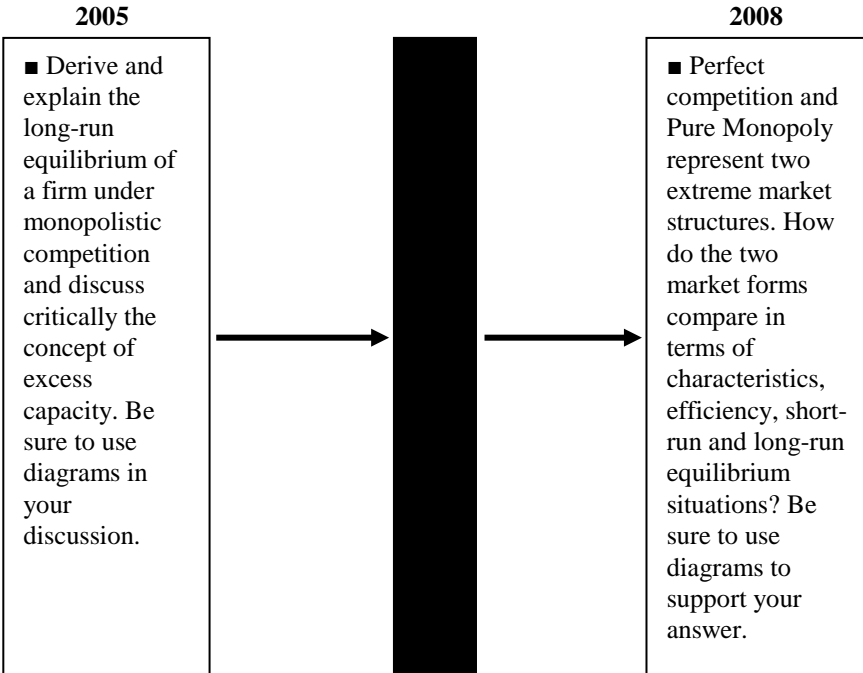 2005
■ Derive and
explain the
long-run
equilibrium of
a firm under
monopolistic
competition
and discuss
critically the
concept of
excess
capacity. Be
sure to use
diagrams in
your
discussion.
2008
■ Perfect
competition and
Pure Monopoly
represent two
extreme market
structures. How
do the two
market forms
compare in
terms of
characteristics,
efficiency, short-
run and long-run
equilibrium
situations? Be
sure to use
diagrams to
support your
answer.